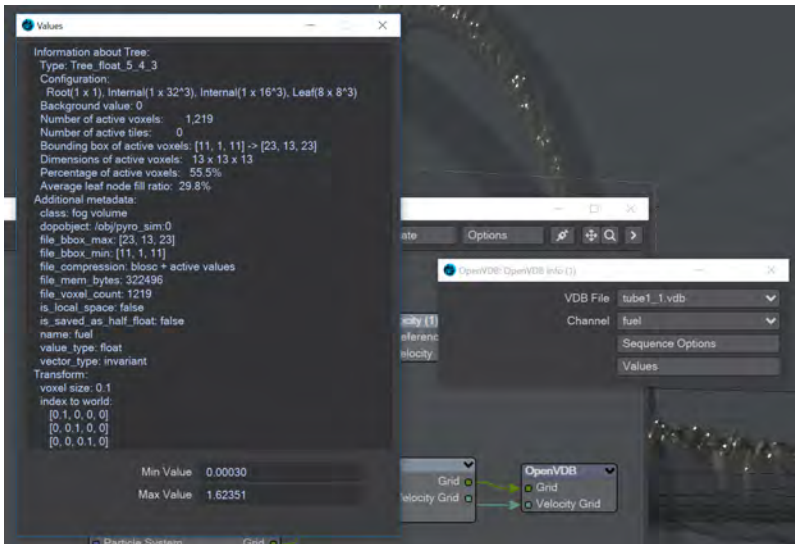 Values
Information about Tree:
Type: Tree_float_5_4_3
Configuration:
Root(1 x 1), Internal(1 x 32^3), Internal(1 x 16^3), Leaf(8 x 8^3)
Background value: 0
Number of active voxels: 1,219
Number of active tiles: 0
Bounding box of active voxels: [11, 1, 11] -> [23, 13, 23]
Dimensions of active voxels: 13 x 13 x 13
Percentage of active voxels: 55.5%
Average leaf node fill ratio: 29.8%
Additional metadata:
class: fog volume
dopobject: /obj/pyro_sim:0
file_bbox_max: [23, 13, 23]
file_bbox_min: [11, 1, 11]
file_compression: blosc + active values
file_mem_bytes: 322496
file_voxel_count: 1219
is_local_space: false
is_saved_as_half_float: false
name: fuel
value_type: float
vector_type: invariant
Transform:
voxel size: 0.1
index to world:
[0.1, 0, 0, 0]
[0, 0.1, 0, 0]
[0, 0, 0.1, 0]
Min Value 0.00030
Max Value 1.62351
Options
OpenVDB: OpenVDB Info (1)
VDB File tube1_1.vdb
Channel fuel
Sequence Options
Values
Grid
Velocity Grid
OpenVDB
Grid
Velocity Grid
Particle System Grid